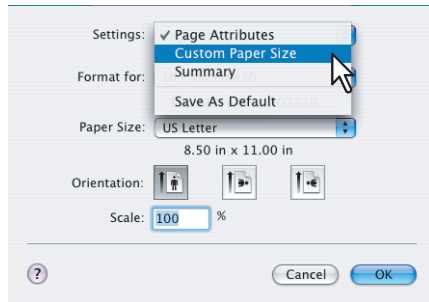 Settings: ✓ Page Attributes
Custom Paper Size
Summary
Format for:
Save As Default
Paper Size: US Letter
8.50 in x 11.00 in
Orientation:
Scale: 100 %
? Cancel OK